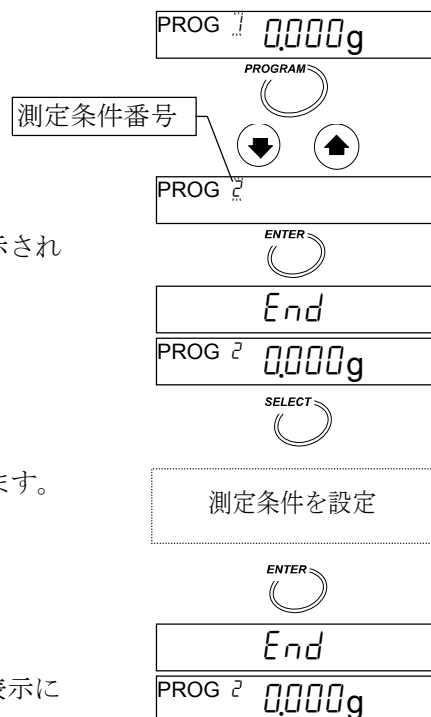 PROG 1 0.000g
PROGRAM
測定条件番号
PROG 2
示され
ENTER
End
PROG 2 0.000g
SELECT
ます。
測定条件を設定
ENTER
End
表示に
PROG 2 0.000g